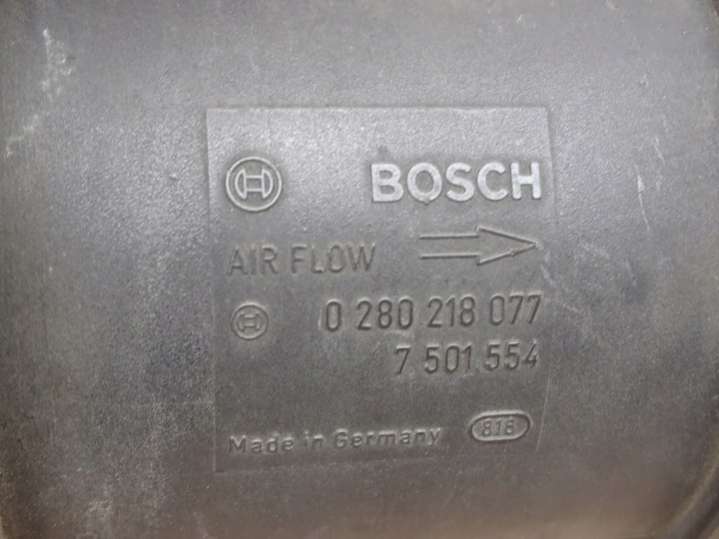 BOSCH
AIR FLOW
0 280 218 077
7 501 554
Made in Germany 818